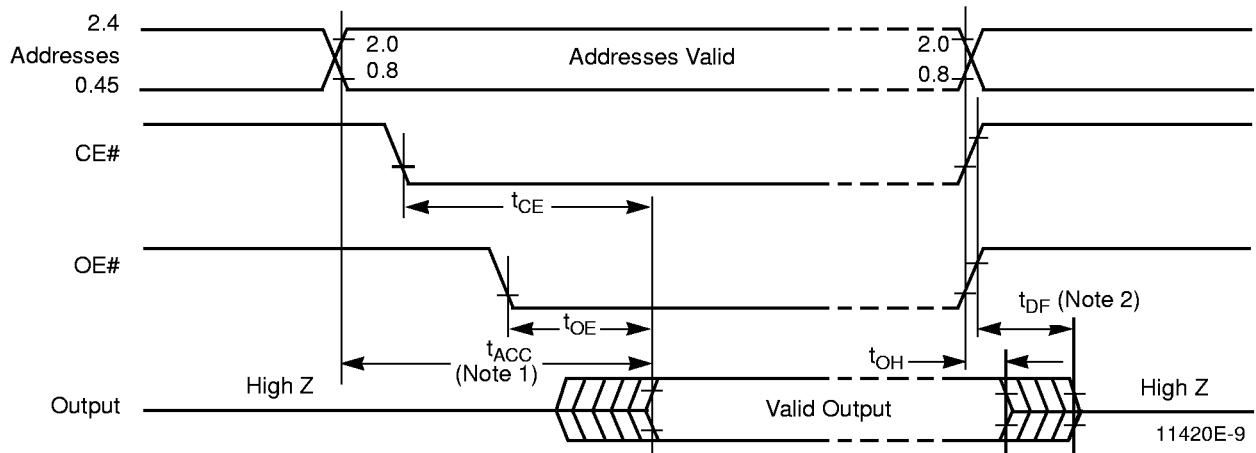 2.4
Addresses
0.45
2.0
0.8
Addresses Valid
2.0
0.8
CE#
tCE
OE#
tOE
tDF (Note 2)
tACC
(Note 1)
tOH
High Z
High Z
Output
Valid Output
11420E-9